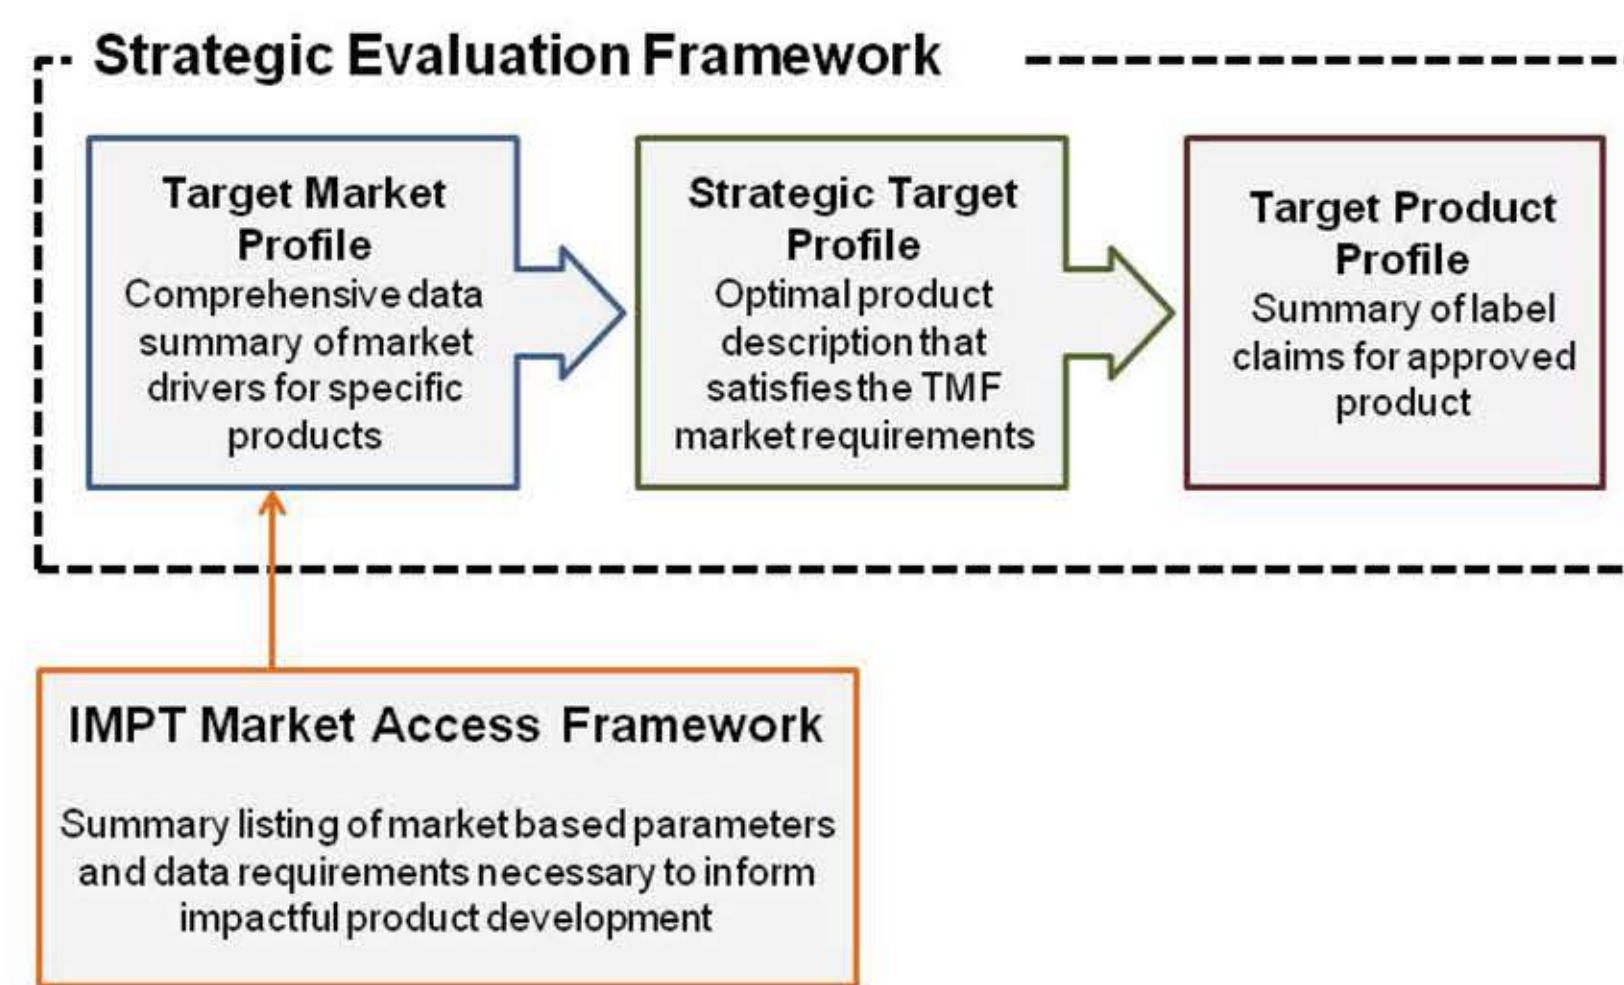 Strategic Evaluation Framework
Target Market
Profile
Comprehensive data
summary of market
drivers for specific
products
Strategic Target
Profile
Optimal product
description that
satisfies the TMF
market requirements
Target Product
Profile
Summary of label
claims for approved
product
IMPT Market Access Framework
Summary listing of market based parameters
and data requirements necessary to inform
impactful product development